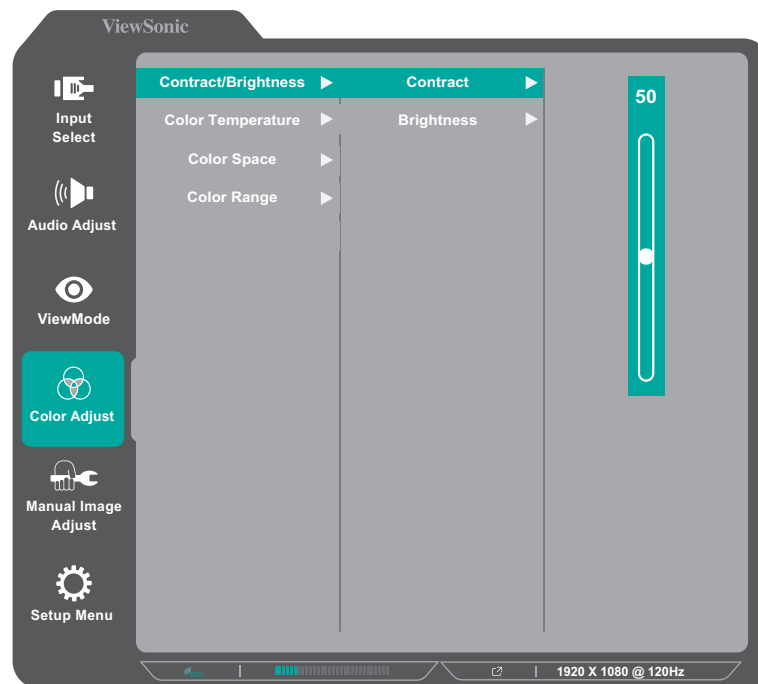 ViewSonic
Input
Select
Audio Adjust
ViewMode
Color Adjust
Manual Image
Adjust
Setup Menu
Contract/Brightness
Color Temperature
Color Space
Color Range
Contract
Brightness
50
eco
1920 X 1080 @ 120Hz